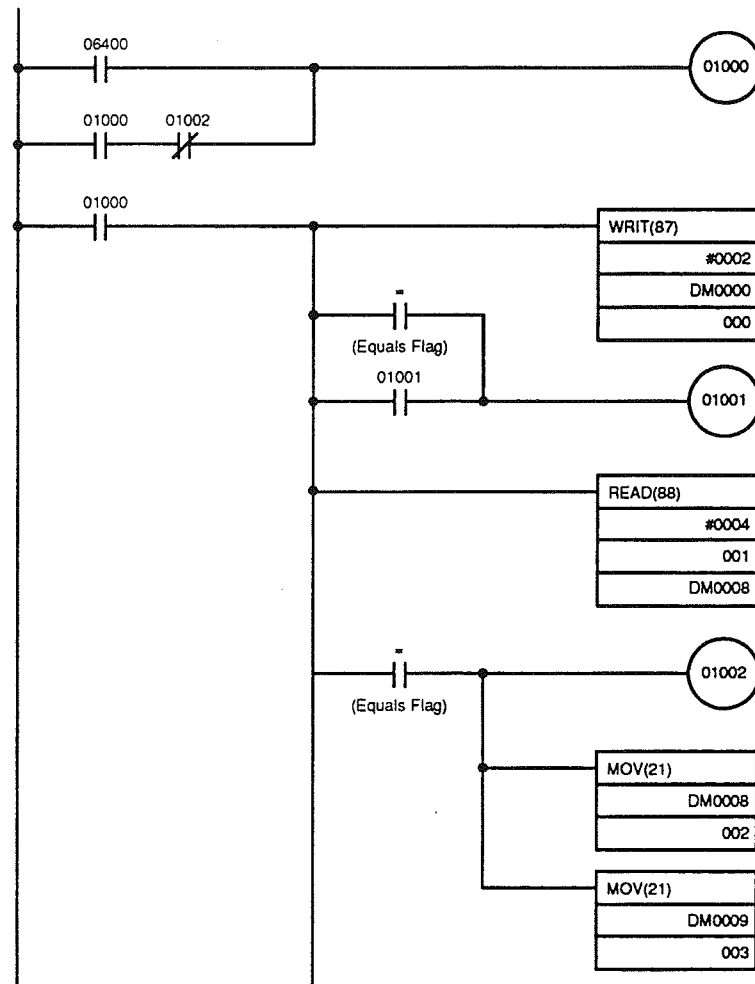 06400
01000
01000 01002
01000
WRIT(87)
#0002
DM0000
000
=
(Equals Flag)
01001
01001
READ(88)
#0004
001
DM0008
=
01002
(Equals Flag)
MOV(21)
DM0008
002
MOV(21)
DM0009
003